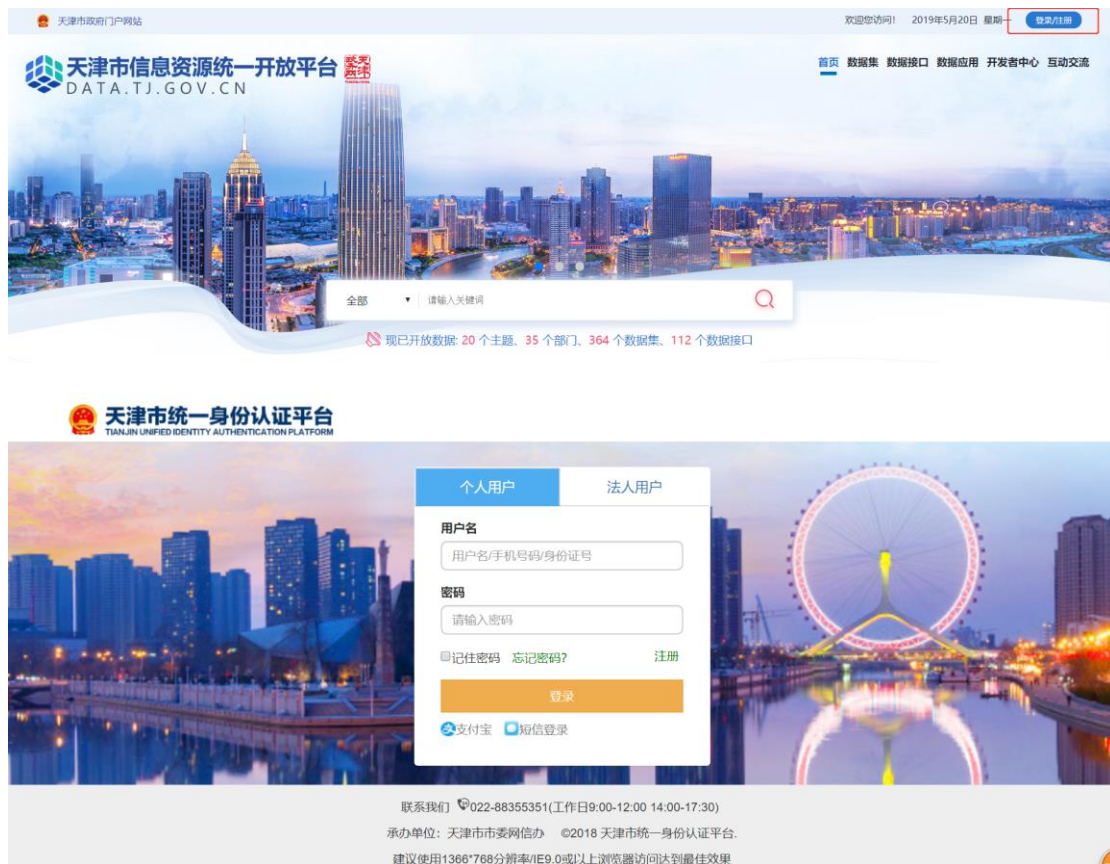 天津市政府门户网站 欢迎您访问! 2019年5月20日 星期一 登录/注册
天津市信息资源统一开放平台
DATA.TJ.GOV.CN
首页 数据集 数据接口 数据应用 开发者中心 互动交流
全部 请输入关键词
现已开放数据: 20 个主题、35 个部门、364 个数据集、112 个数据接口
天津市统一身份认证平台
TIANJIN UNIFIED IDENTITY AUTHENTICATION PLATFORM
个人用户 法人用户
用户名
用户名/手机号码/身份证号
密码
请输入密码
记住密码 忘记密码? 注册
登录
支付宝 短信登录
联系我们 022-88355351(工作日9:00-12:00 14:00-17:30)
承办单位：天津市市委网信办 ©2018 天津市统一身份认证平台.
建议使用1366*768分辨率/IE9.0或以上浏览器访问达到最佳效果